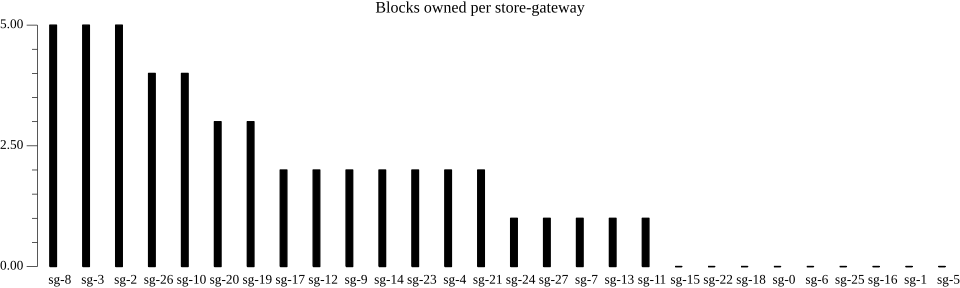 Blocks owned per store-gateway
5.00
2.50
0.00
sg-8 sg-3 sg-2 sg-26 sg-10 sg-20 sg-19 sg-17 sg-12 sg-9 sg-14 sg-23 sg-4 sg-21 sg-24 sg-27 sg-7 sg-13 sg-11 sg-15 sg-22 sg-18 sg-0 sg-6 sg-25 sg-16 sg-1 sg-5